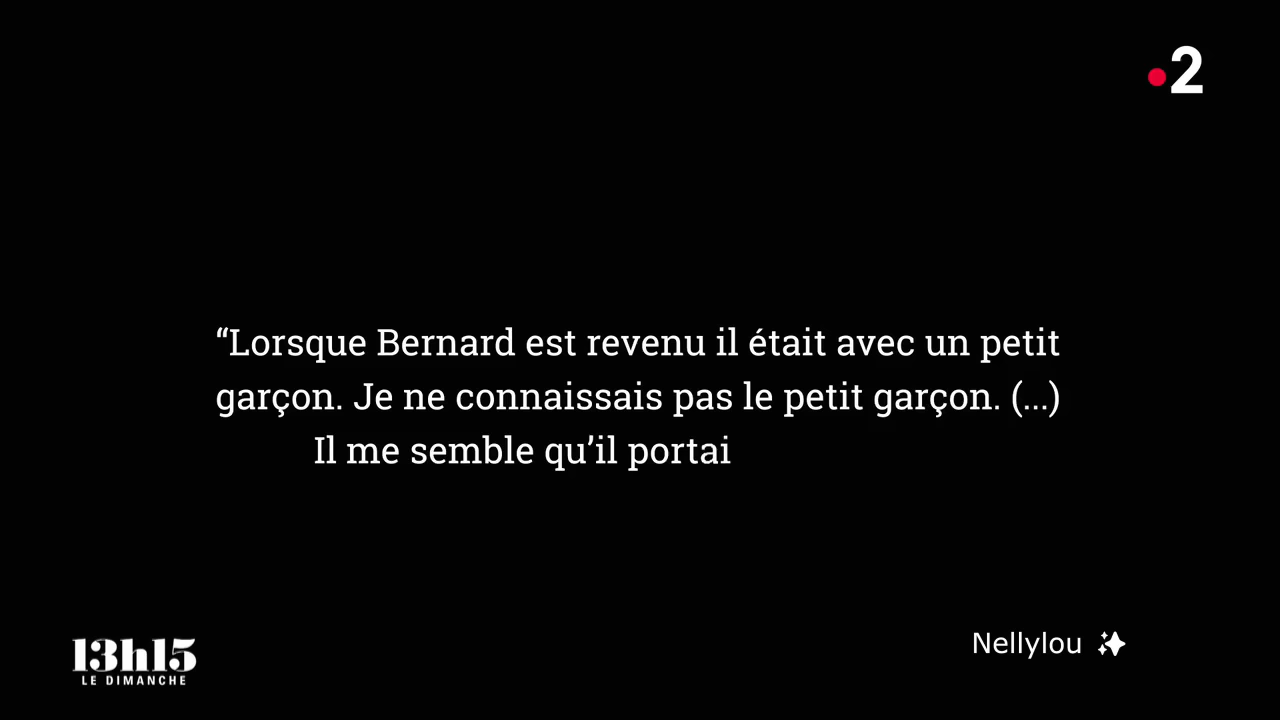 2
“Lorsque Bernard est revenu il était avec un petit
garçon. Je ne connaissais pas le petit garçon. (...)
Il me semble qu’il portai
Nellylou
13h15
LE DIMANCHE